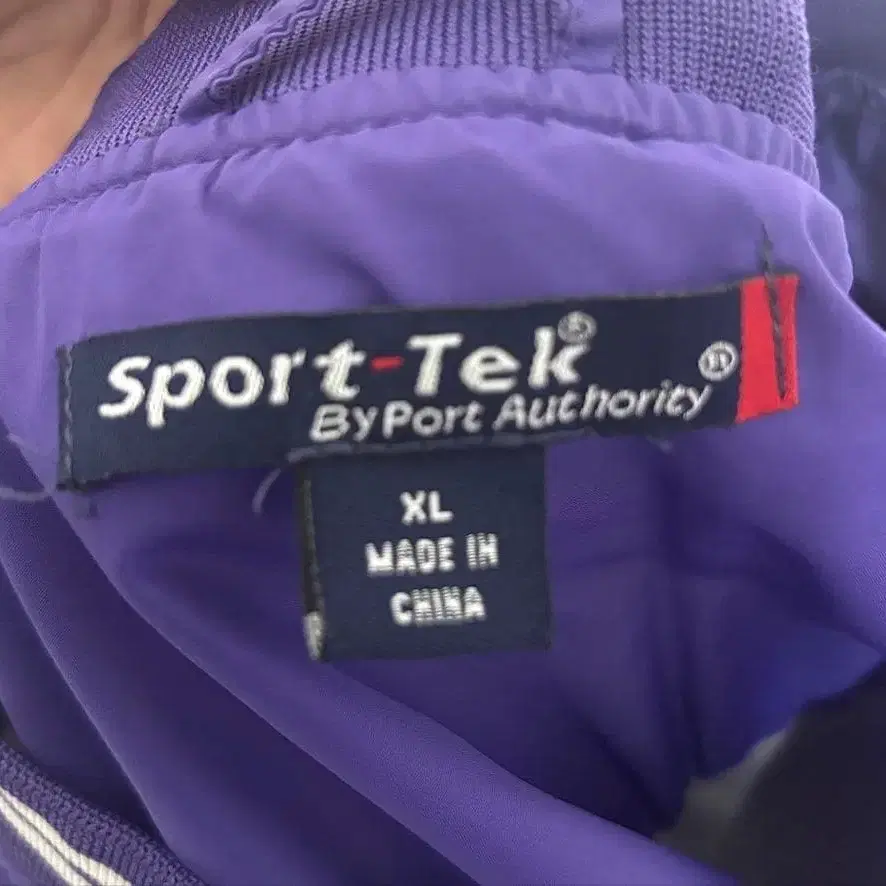 Sport-Tek®
By Port Authority®
XL
MADE IN
CHINA